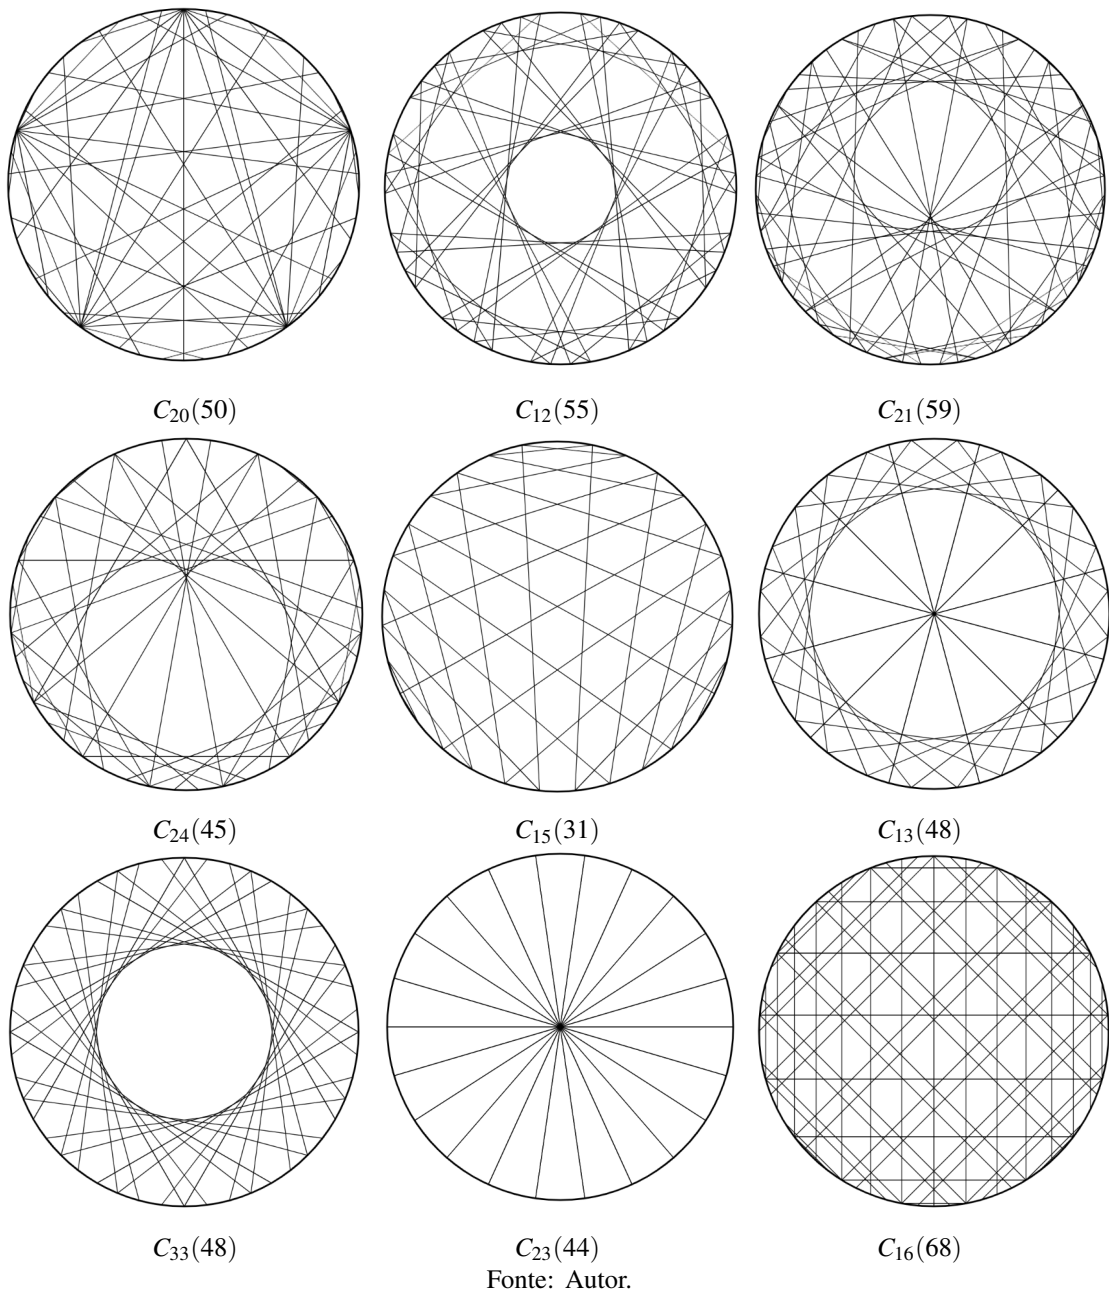 C₂₀(50) C₁₂(55) C₂₁(59)
C₂₄(45) C₁₅(31) C₁₃(48)
C₃₃(48) C₂₃(44) C₁₆(68)
Fonte: Autor.